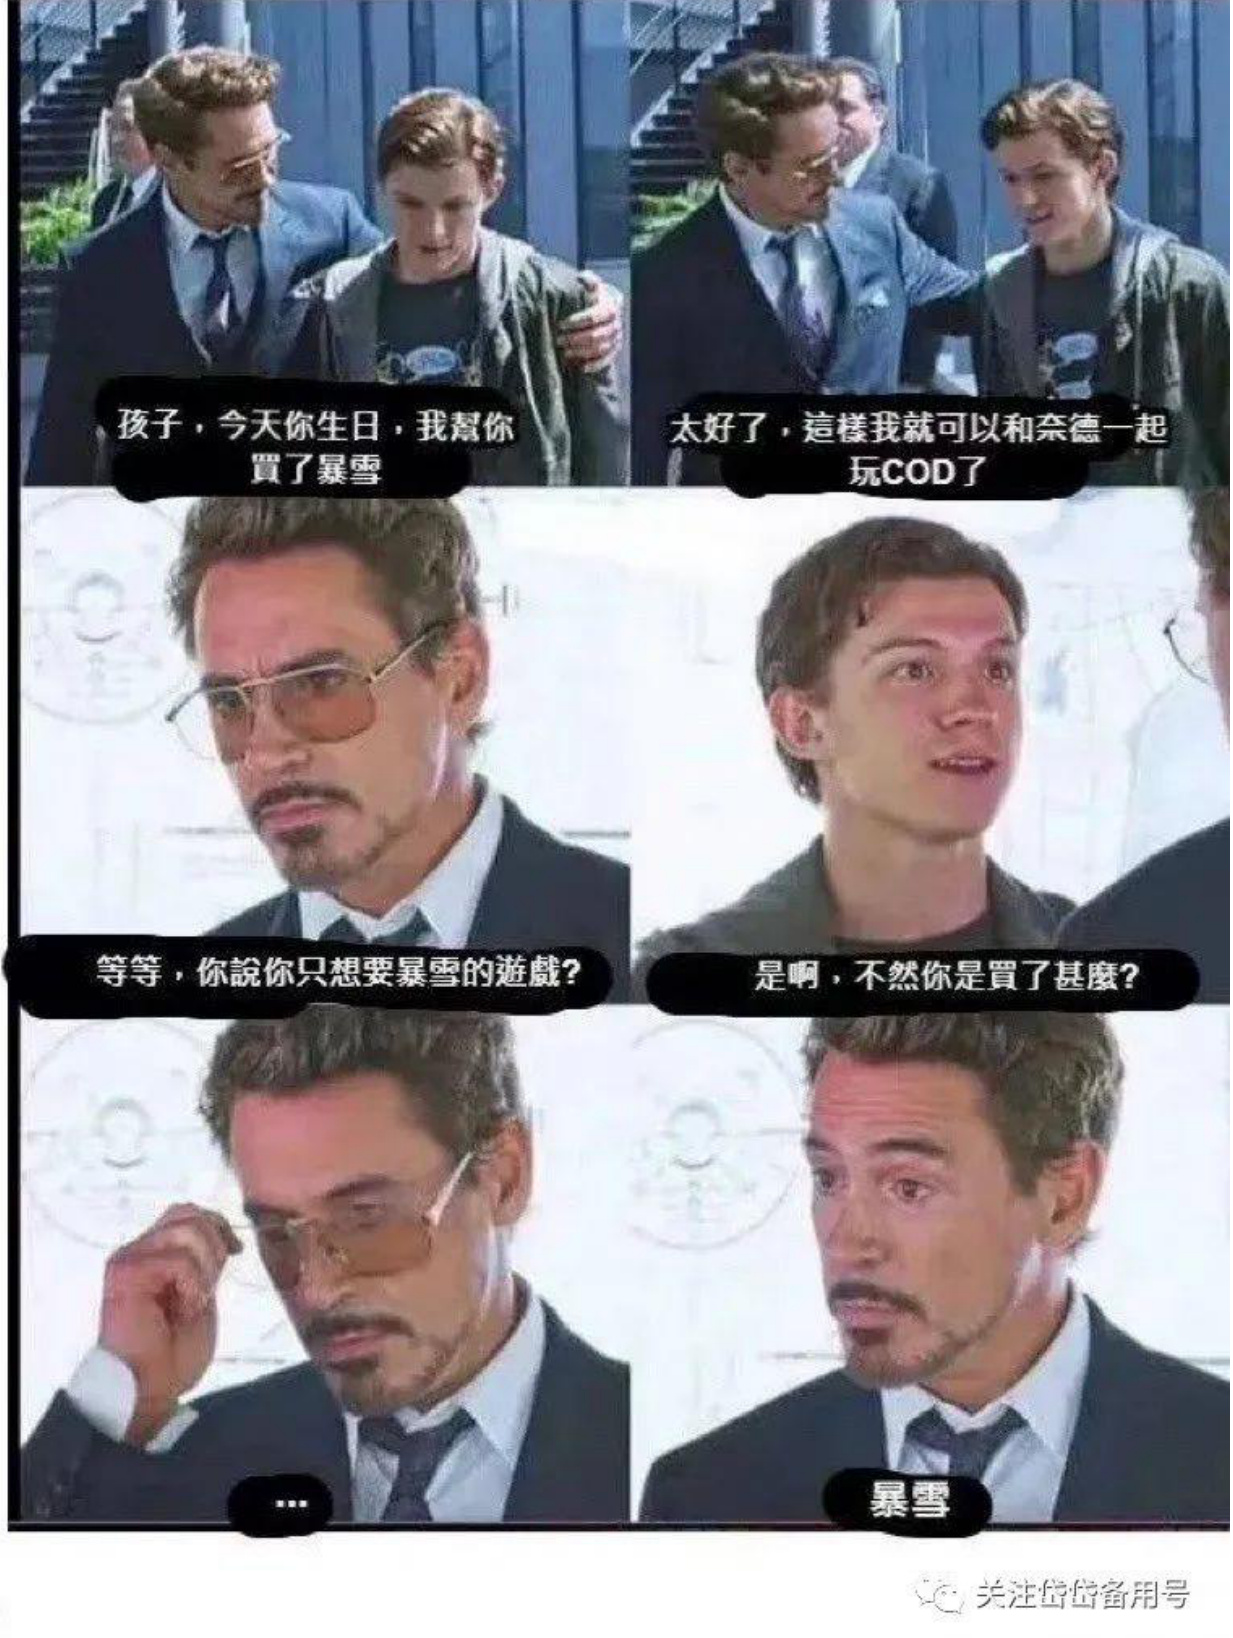 孩子，今天你生日，我幫你
買了暴雪
太好了，這樣我就可以和奈德一起
玩COD了
等等，你說你只想要暴雪的遊戲?
是啊，不然你是買了甚麼?
...
暴雪
关注岱岱备用号